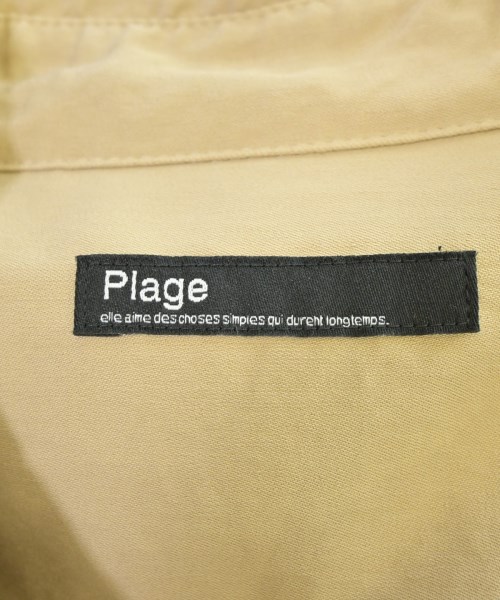 Plage
elle aime des choses simples qui durent longtemps.